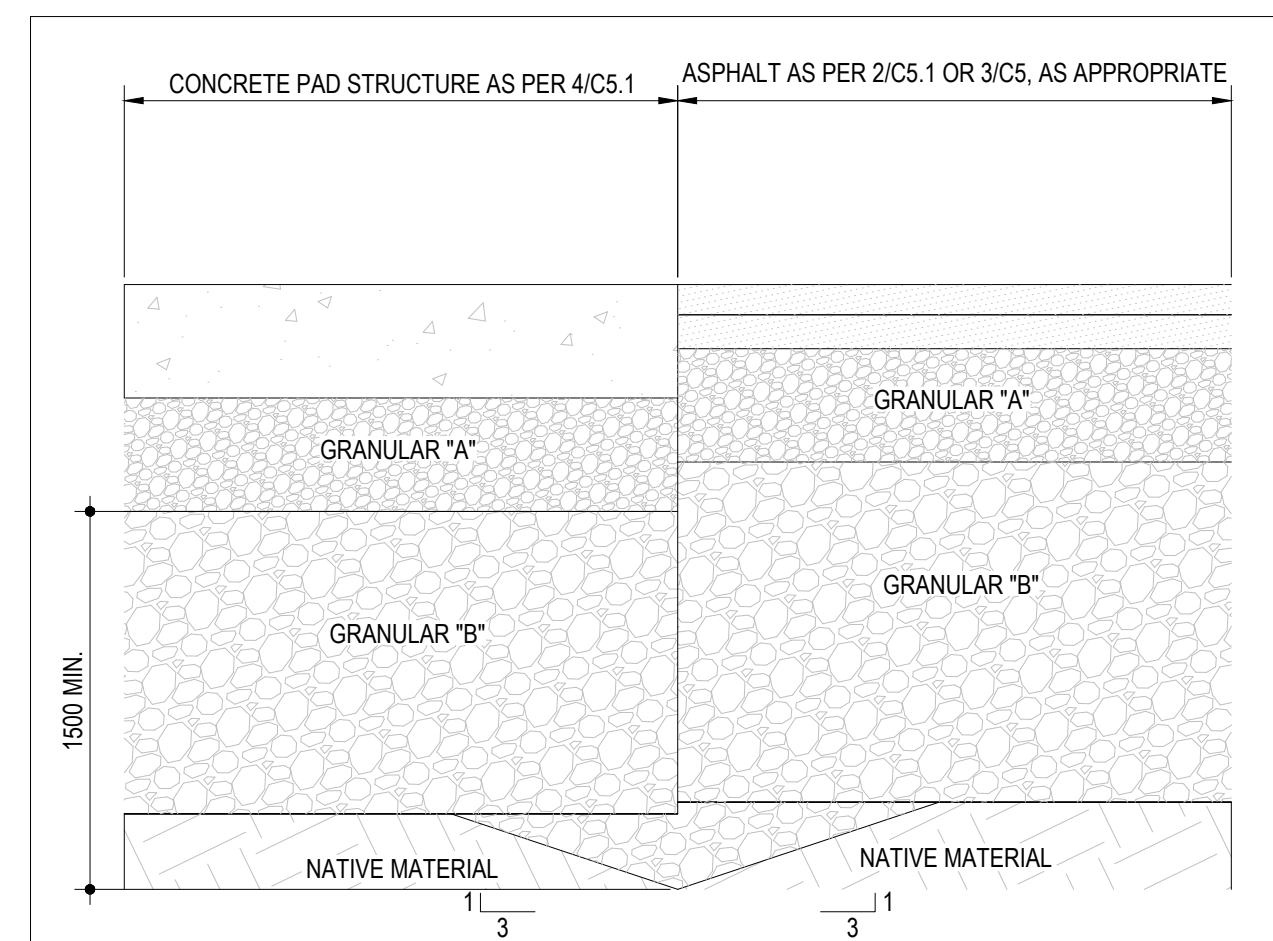 CONCRETE PAD STRUCTURE AS PER 4/C5.1
ASPHALT AS PER 2/C5.1 OR 3/C5, AS APPROPRIATE
GRANULAR "A"
GRANULAR "A"
GRANULAR "B"
GRANULAR "B"
1500 MIN.
NATIVE MATERIAL
NATIVE MATERIAL
1
3
1
3